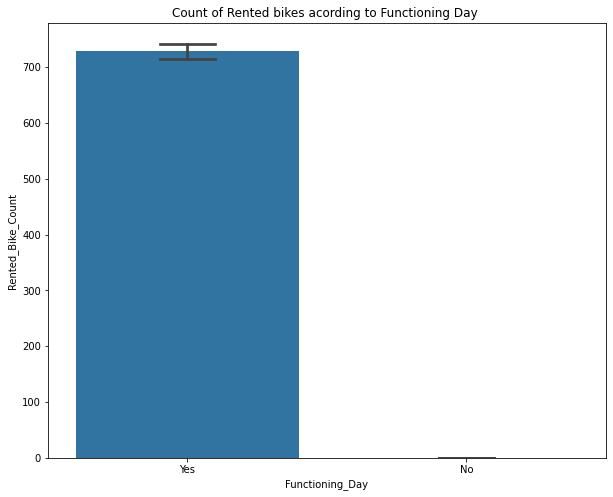 Count of Rented bikes acording to Functioning Day
Rented_Bike_Count
700
600
500
400
300
200
100
0
Yes
No
Functioning_Day